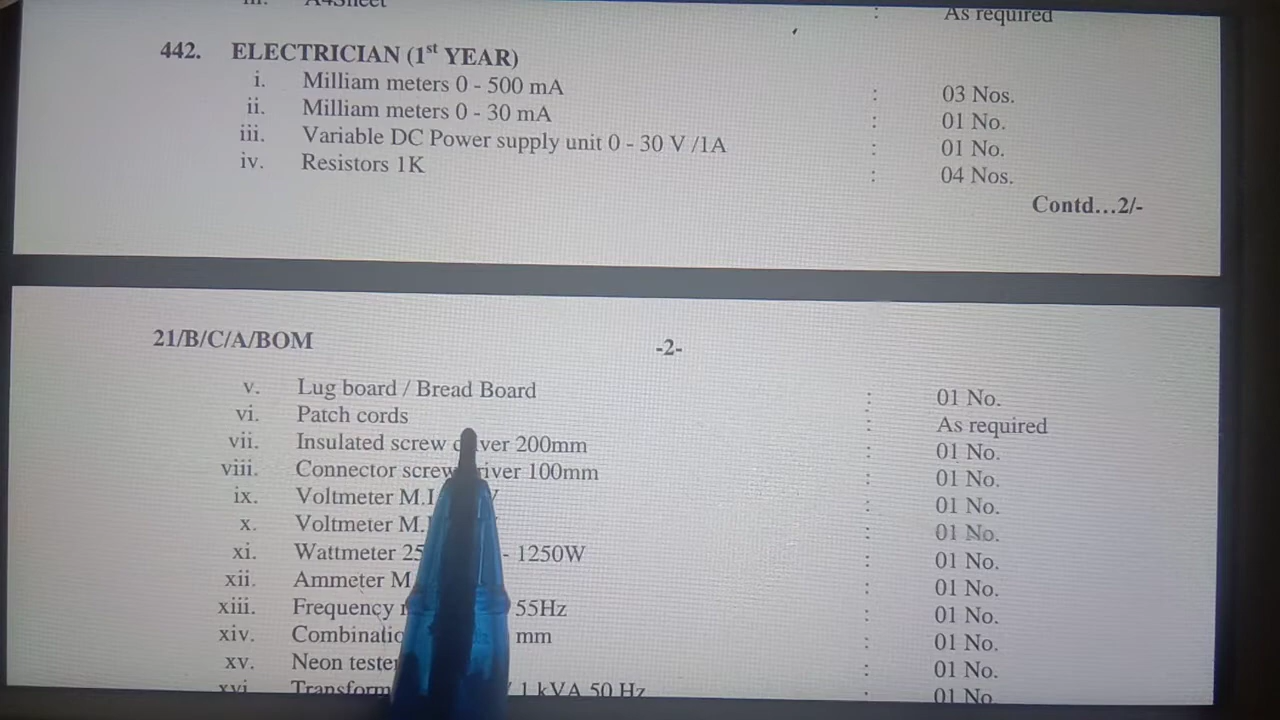 iii. A4Sheet : As required
442. ELECTRICIAN (1st YEAR)
i. Milliam meters 0 - 500 mA : 03 Nos.
ii. Milliam meters 0 - 30 mA : 01 No.
iii. Variable DC Power supply unit 0 - 30 V /1A : 01 No.
iv. Resistors 1K : 04 Nos.
Contd...2/-
21/B/C/A/BOM -2-
v. Lug board / Bread Board : 01 No.
vi. Patch cords : As required
vii. Insulated screw driver 200mm : 01 No.
viii. Connector screw driver 100mm : 01 No.
ix. Voltmeter M.I V : 01 No.
x. Voltmeter M. : 01 No.
xi. Wattmeter 25 - 1250W : 01 No.
xii. Ammeter M. : 01 No.
xiii. Frequency 55Hz : 01 No.
xiv. mm : 01 No.
xv. Neon tester : 01 No.
xvi / 1 kVA 50 Hz : 01 No